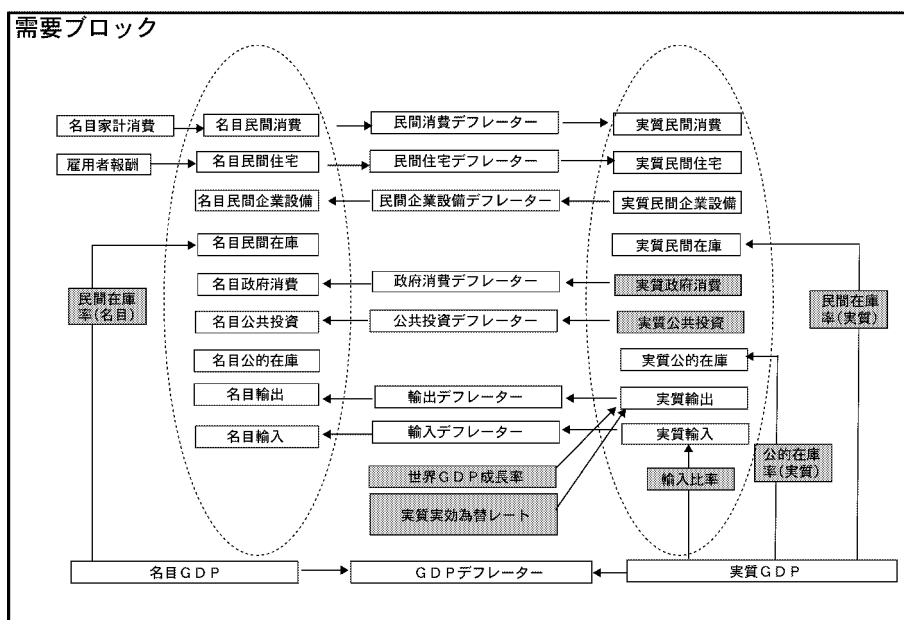 需要ブロック
名目家計消費 名目民間消費 民間消費デフレーター 実質民間消費
雇用者報酬 名目民間住宅 民間住宅デフレーター 実質民間住宅
名目民間企業設備 民間企業設備デフレーター 実質民間企業設備
名目民間在庫 実質民間在庫
名目政府消費 政府消費デフレーター 実質政府消費
民間在庫
率(名目)
民間在庫
率(実質)
名目公共投資 公共投資デフレーター 実質公共投資
名目公的在庫 実質公的在庫
名目輸出 輸出デフレーター 実質輸出
名目輸入 輸入デフレーター 実質輸入
世界GDP成長率 輸入比率
公的在庫
率(実質)
実質実効為替レート
名目GDP GDPデフレーター 実質GDP